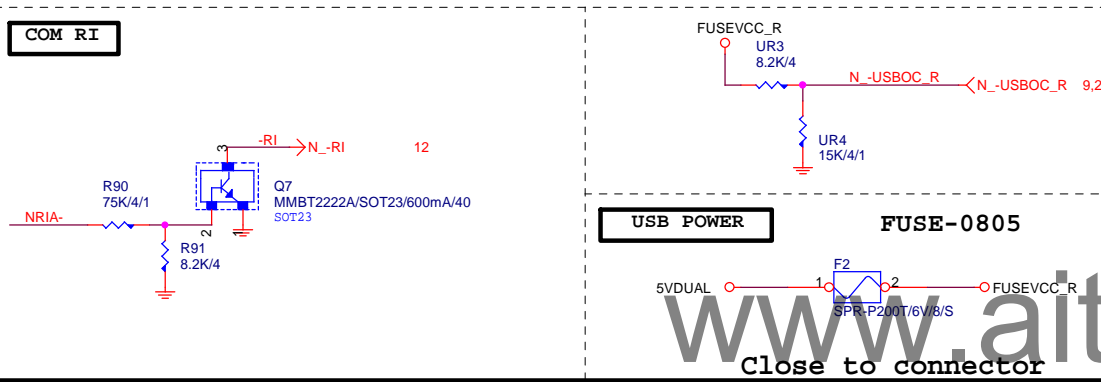 COM RI
-RI
N_-RI
12
3
R90
75K/4/1
Q7
MMBT2222A/SOT23/600mA/40
SOT23
NRIA-
2
1
R91
8.2K/4
FUSEVCC_R
UR3
8.2K/4
N_-USBOC_R
N_-USBOC_R 9,2
UR4
15K/4/1
USB POWER
FUSE-0805
F2
5VDUAL
1
2
FUSEVCC_R
SPR-P200T/6V/8/S
www.ait
Close to connector